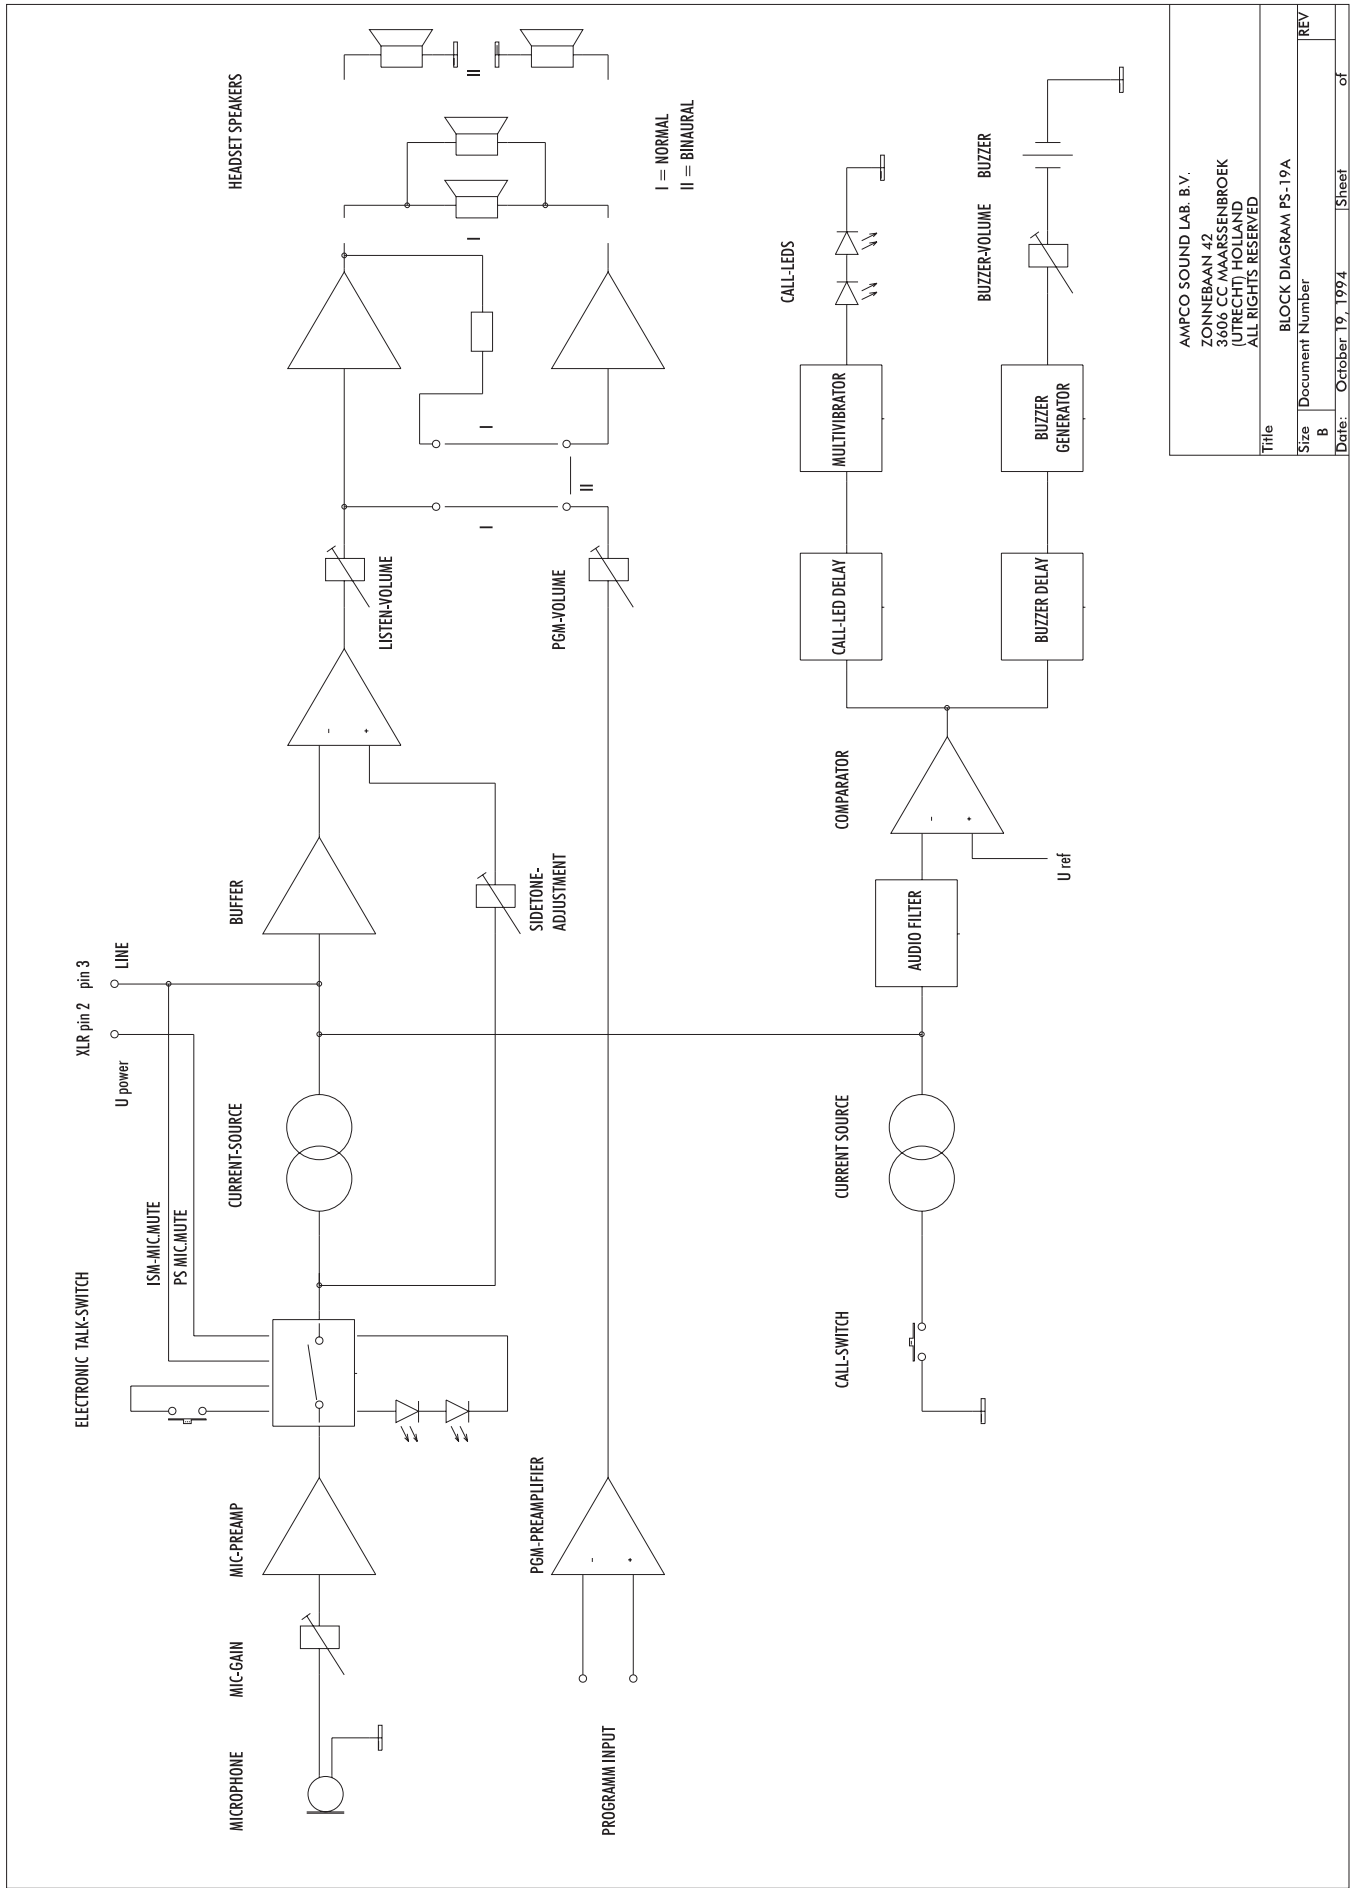 ELECTRONIC TALK-SWITCH
ISM-MIC.MUTE
PS MIC.MUTE
U power
XLR pin 2 pin 3
LINE
HEADSET SPEAKERS
MICROPHONE
MIC-GAIN
MIC-PREAMP
CURRENT-SOURCE
BUFFER
-
+
LISTEN-VOLUME
I
I
II
I
II
SIDETONE-
ADJUSTMENT
PROGRAMM INPUT
PGM-PREAMPLIFIER
-
+
PGM-VOLUME
I = NORMAL
II = BINAURAL
CALL-SWITCH
CURRENT SOURCE
AUDIO FILTER
COMPARATOR
-
+
U ref
CALL-LED DELAY
MULTIVIBRATOR
CALL-LEDS
BUZZER DELAY
BUZZER
GENERATOR
BUZZER-VOLUME
BUZZER
AMPCO SOUND LAB. B.V.
ZONNEBAAN 42
3606 CC MAARSSENBROEK
(UTRECHT) HOLLAND
ALL RIGHTS RESERVED
Title
BLOCK DIAGRAM PS-19A
Size Document Number REV
B
Date: October 19, 1994 Sheet of